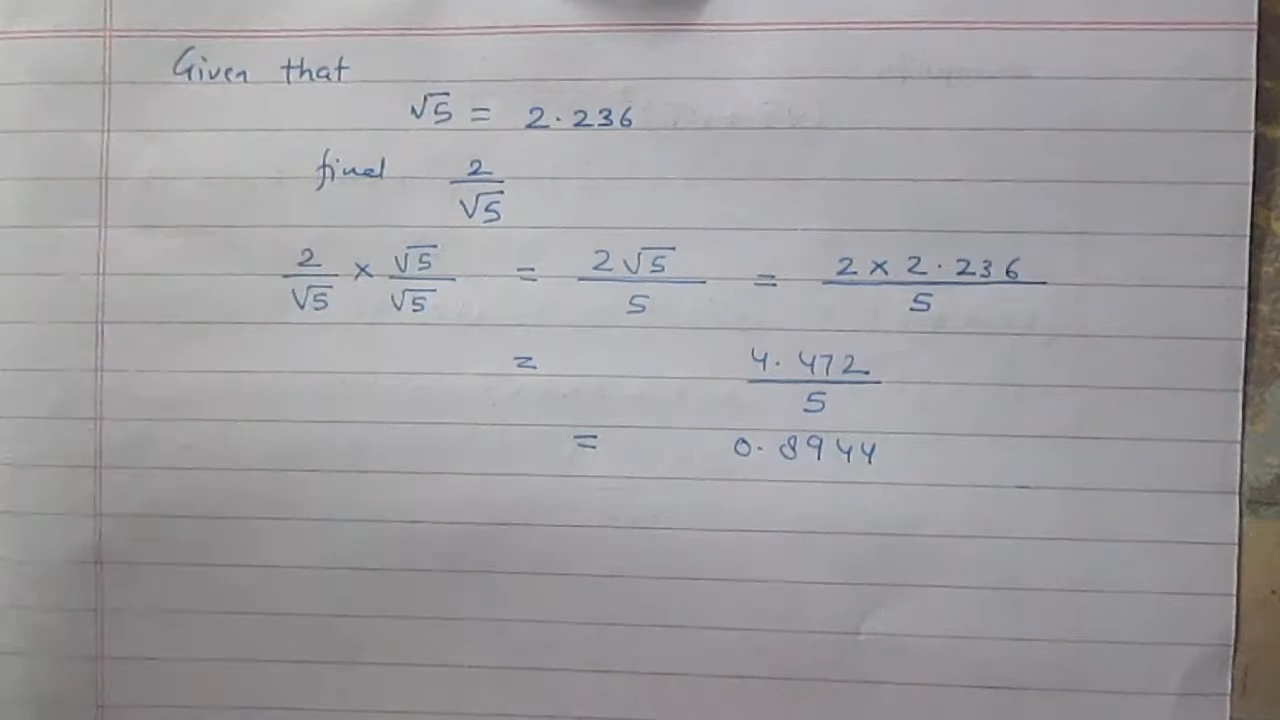 Given that
√5 = 2.236
find 2/√5
2/√5 × √5/√5 = 2√5/5 = 2 × 2.236/5
= 4.472/5
= 0.8944